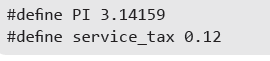 #define PI 3.14159
#define service_tax 0.12